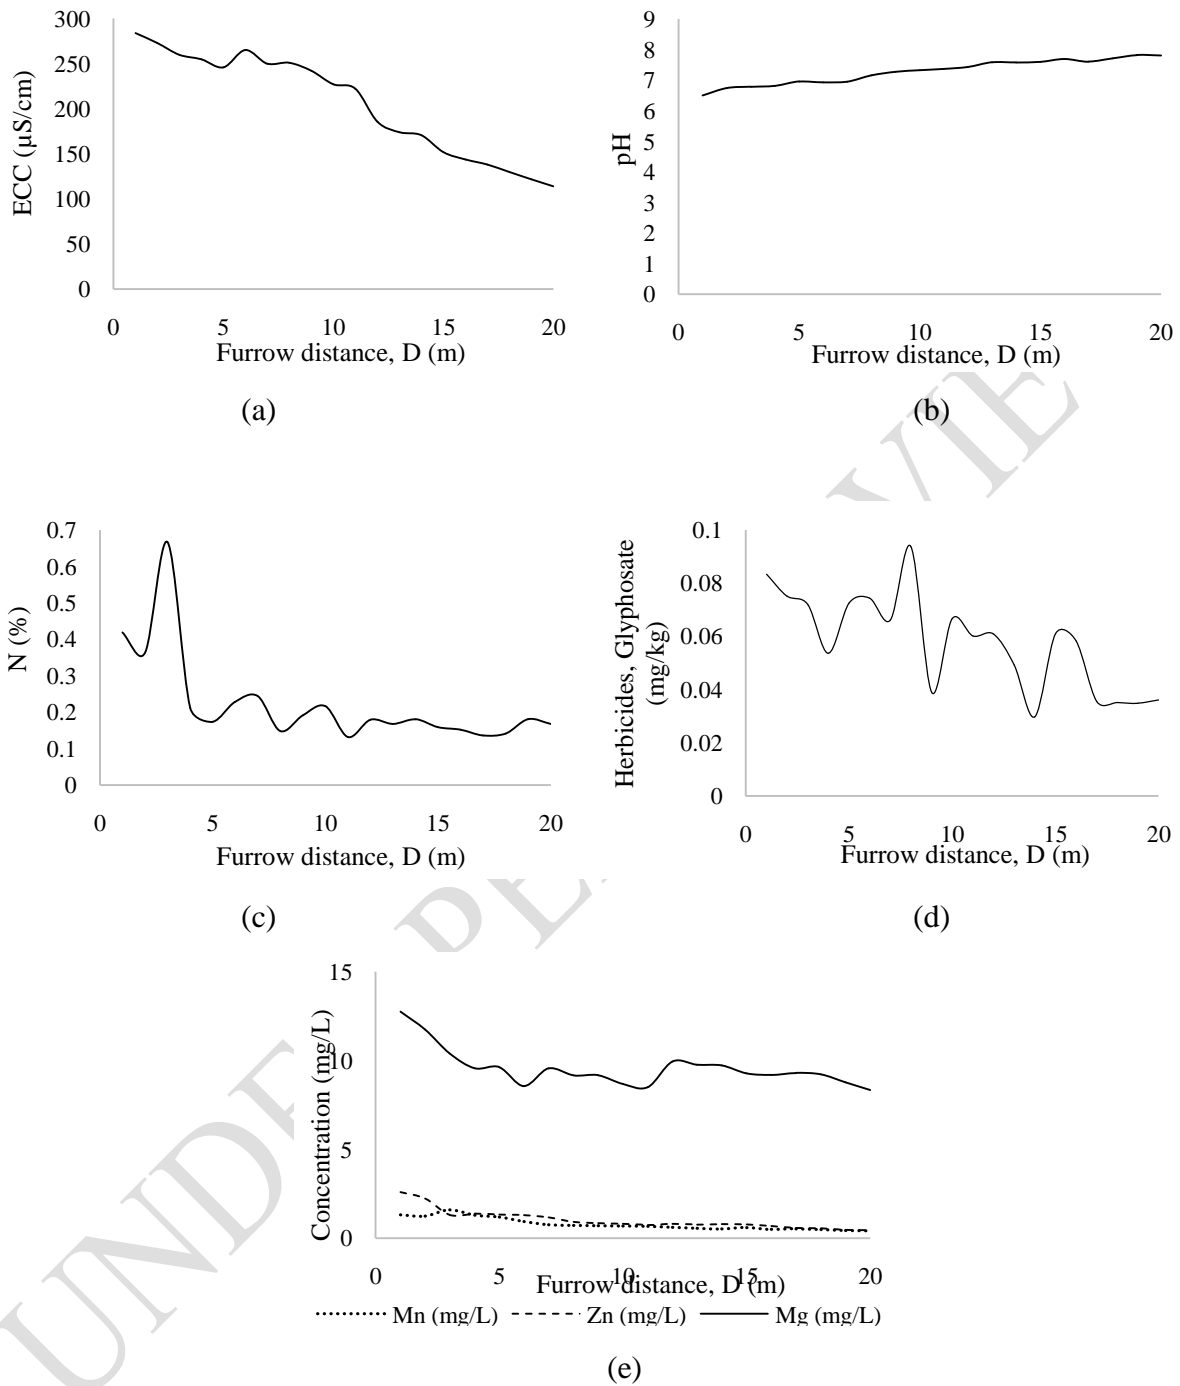 300
250
200
150
100
50
0
ECC (µS/cm)
0 5 10 15 20
Furrow distance, D (m)
(a)
9
8
7
6
5
4
3
2
1
0
pH
0 5 10 15 20
Furrow distance, D (m)
(b)
0.7
0.6
0.5
0.4
0.3
0.2
0.1
0
N (%)
0 5 10 15 20
Furrow distance, D (m)
(c)
0.1
0.08
0.06
0.04
0.02
0
Herbicides, Glyphosate
(mg/kg)
0 5 10 15 20
Furrow distance, D (m)
(d)
15
10
5
0
Concentration (mg/L)
0 5 10 15 20
Furrow distance, D (m)
Mn (mg/L) Zn (mg/L) Mg (mg/L)
(e)